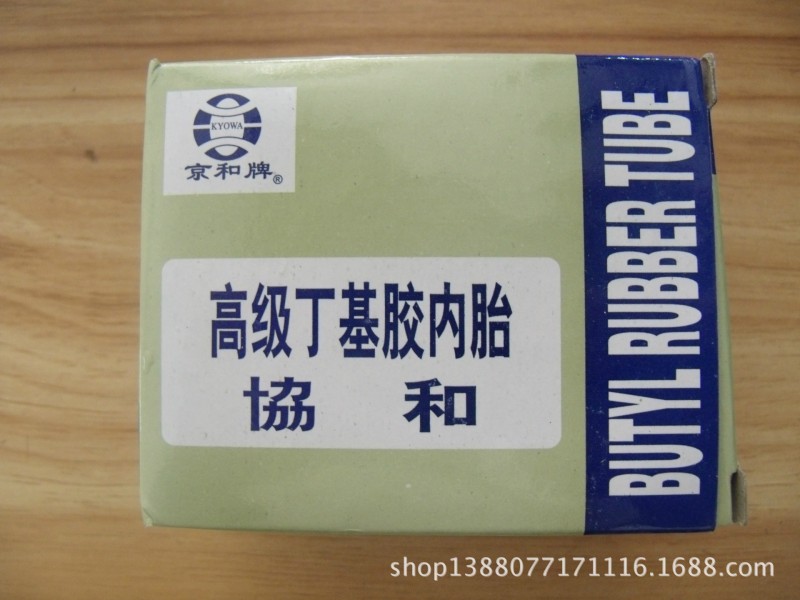 KYOWA
京和牌®
高级丁基胶内胎
協 和
BUTYL RUBBER TUBE
shop1388077171116.1688.com